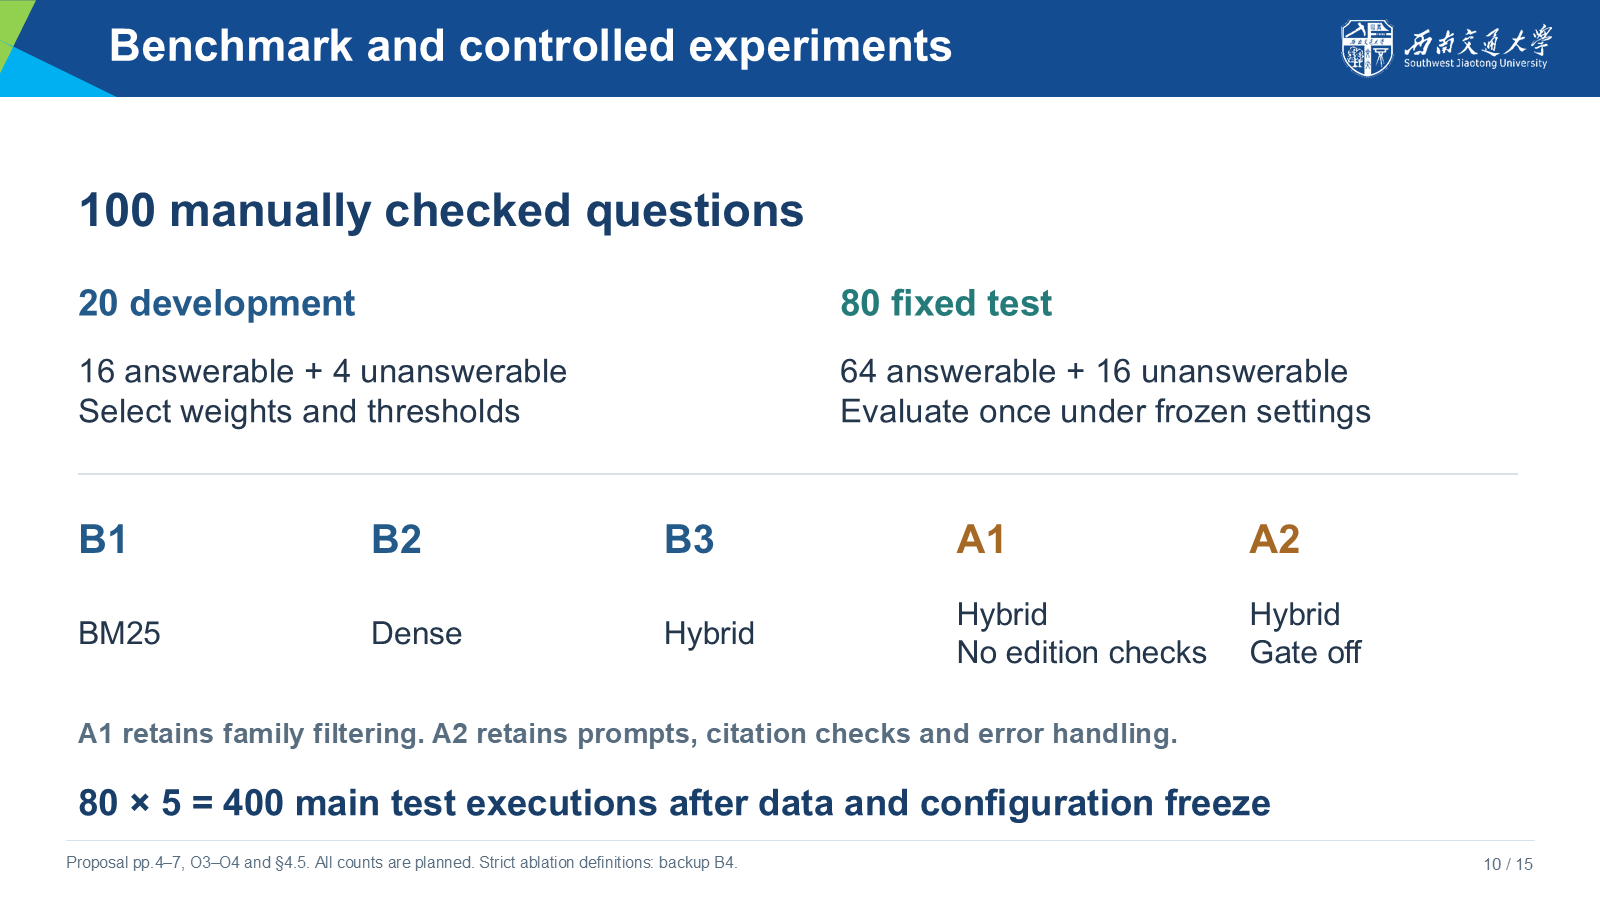 Benchmark and controlled experiments
西南交通大学
Southwest Jiaotong University
100 manually checked questions
20 development
16 answerable + 4 unanswerable
Select weights and thresholds
80 fixed test
64 answerable + 16 unanswerable
Evaluate once under frozen settings
B1
BM25
B2
Dense
B3
Hybrid
A1
Hybrid
No edition checks
A2
Hybrid
Gate off
A1 retains family filtering. A2 retains prompts, citation checks and error handling.
80 × 5 = 400 main test executions after data and configuration freeze
Proposal pp.4–7, O3–O4 and §4.5. All counts are planned. Strict ablation definitions: backup B4.
10 / 15